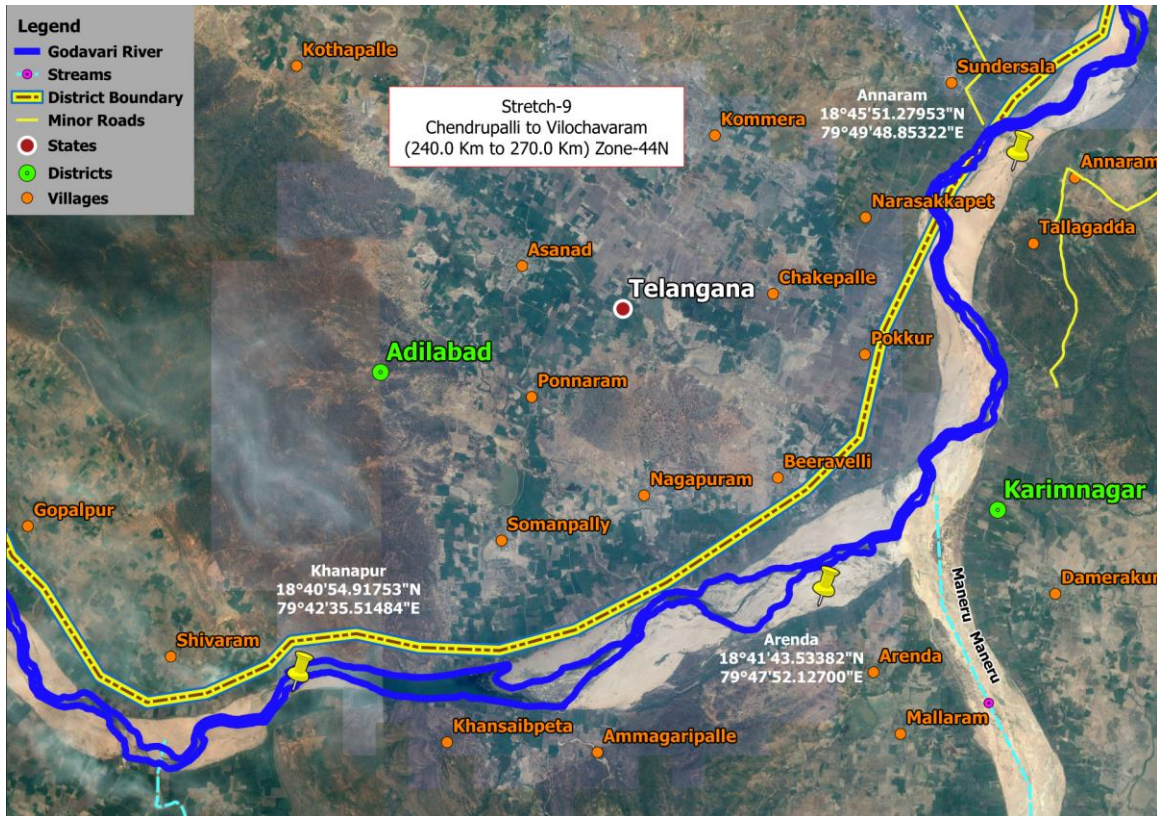 Legend
Godavari River
Streams
District Boundary
Minor Roads
States
Districts
Villages
Kothapalle
Stretch-9
Chendrupalli to Vilochavaram
(240.0 Km to 270.0 Km) Zone-44N
Sundersala
Annaram
18°45'51.27953"N
79°49'48.85322"E
Kommera
Annaram
Narasakkapet
Tallagadda
Asanad
Chakepalle
Telangana
Adilabad
Pokkur
Ponnaram
Beeravelli
Nagapuram
Karimnagar
Gopalpur
Somanpally
Khanapur
18°40'54.91753"N
79°42'35.51484"E
Damerakur
Maneru Maneru
Shivaram
Arenda
18°41'43.53382"N
79°47'52.12700"E
Arenda
Mallaram
Khansaibpeta
Ammagaripalle